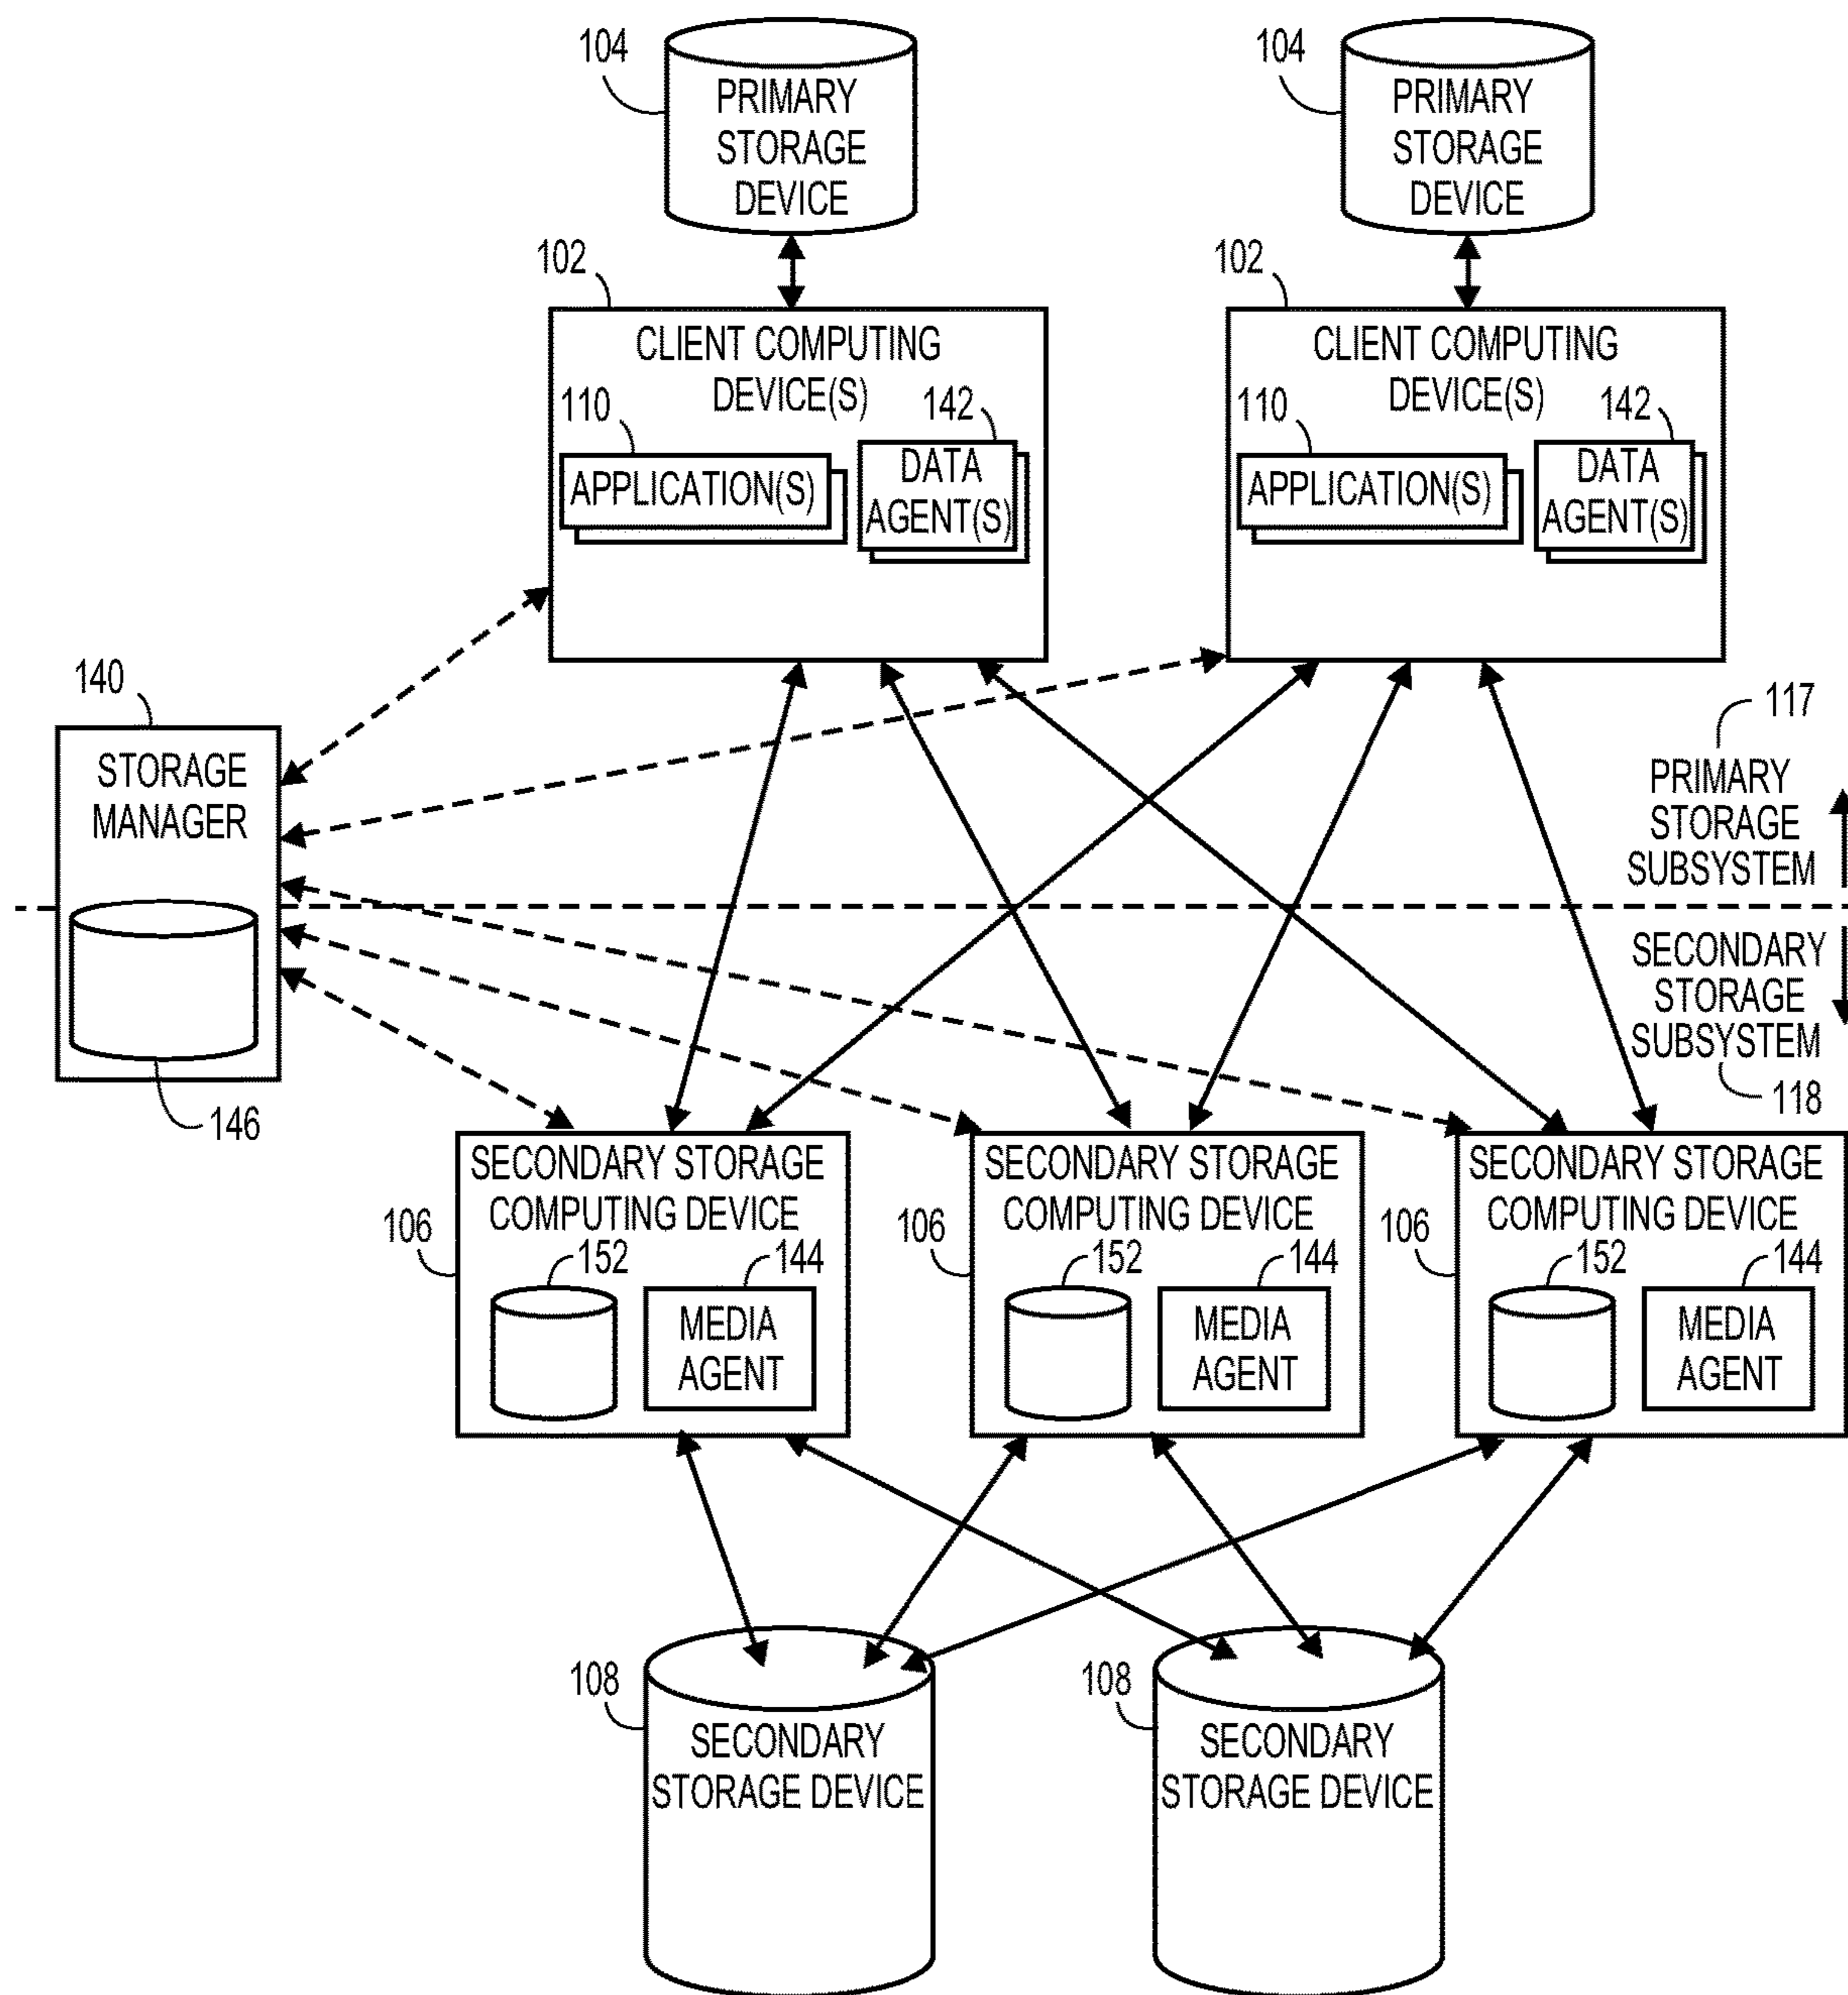 104
PRIMARY
STORAGE
DEVICE
104
PRIMARY
STORAGE
DEVICE
102
CLIENT COMPUTING
DEVICE(S)
110
APPLICATION(S)
142
DATA
AGENT(S)
102
CLIENT COMPUTING
DEVICE(S)
110
APPLICATION(S)
142
DATA
AGENT(S)
140
STORAGE
MANAGER
146
117
PRIMARY
STORAGE
SUBSYSTEM
SECONDARY
STORAGE
SUBSYSTEM
118
SECONDARY STORAGE
COMPUTING DEVICE
106
152
144
MEDIA
AGENT
SECONDARY STORAGE
COMPUTING DEVICE
106
152
144
MEDIA
AGENT
SECONDARY STORAGE
COMPUTING DEVICE
106
152
144
MEDIA
AGENT
108
SECONDARY
STORAGE DEVICE
108
SECONDARY
STORAGE DEVICE